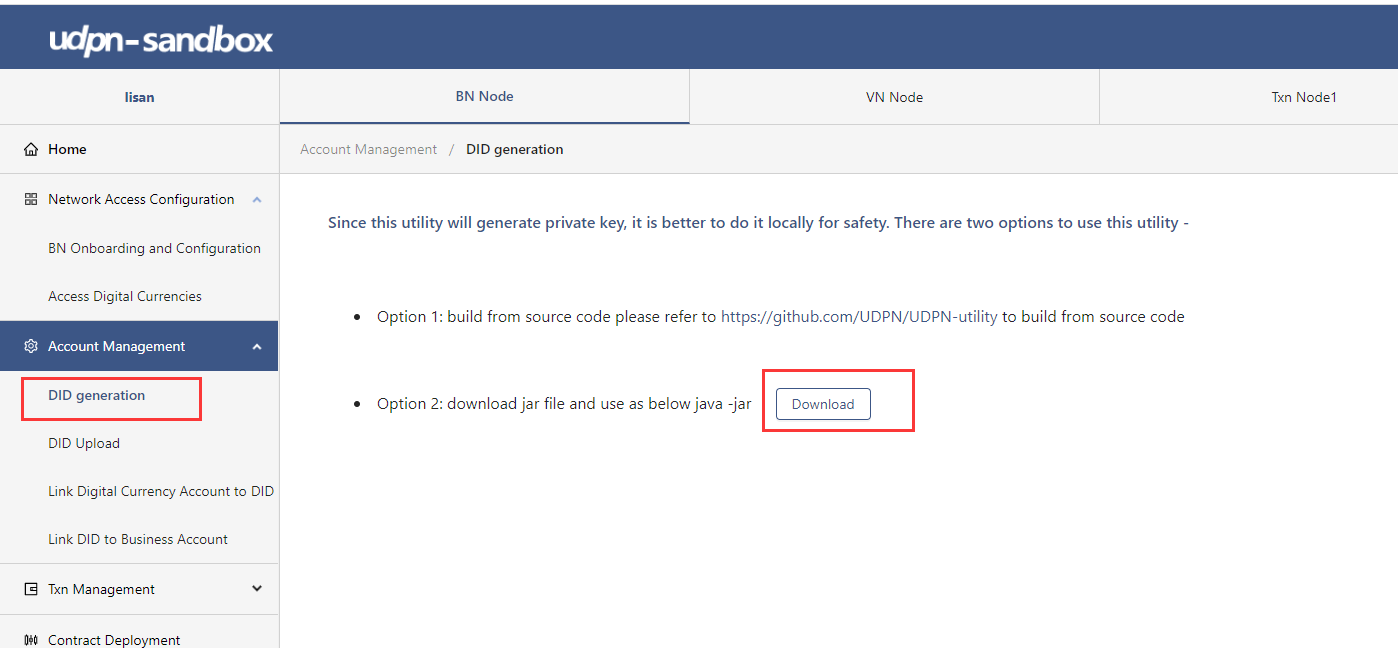 udpn-sandbox
lisan
BN Node
VN Node
Txn Node1
Home
Account Management / DID generation
Network Access Configuration
BN Onboarding and Configuration
Access Digital Currencies
Account Management
DID generation
DID Upload
Link Digital Currency Account to DID
Link DID to Business Account
Txn Management
Contract Deployment
Since this utility will generate private key, it is better to do it locally for safety. There are two options to use this utility -
• Option 1: build from source code please refer to https://github.com/UDPN/UDPN-utility to build from source code
• Option 2: download jar file and use as below java -jar
Download